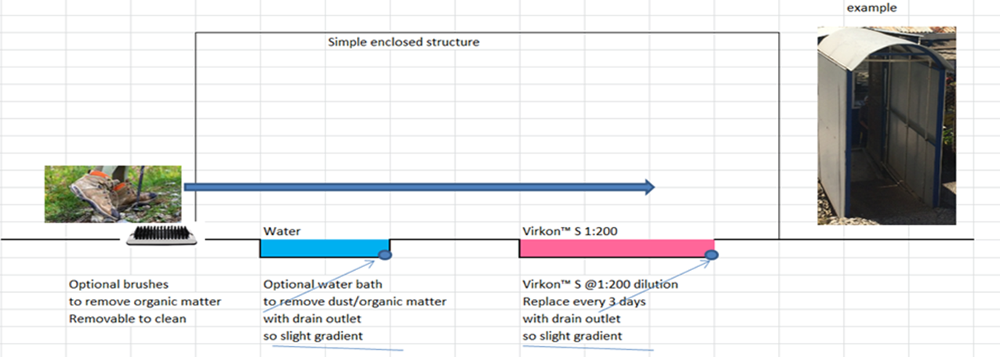 example
Simple enclosed structure
Water
Virkon™ S 1:200
Optional brushes
to remove organic matter
Removable to clean
Optional water bath
to remove dust/organic matter
with drain outlet
so slight gradient
Virkon™ S @1:200 dilution
Replace every 3 days
with drain outlet
so slight gradient